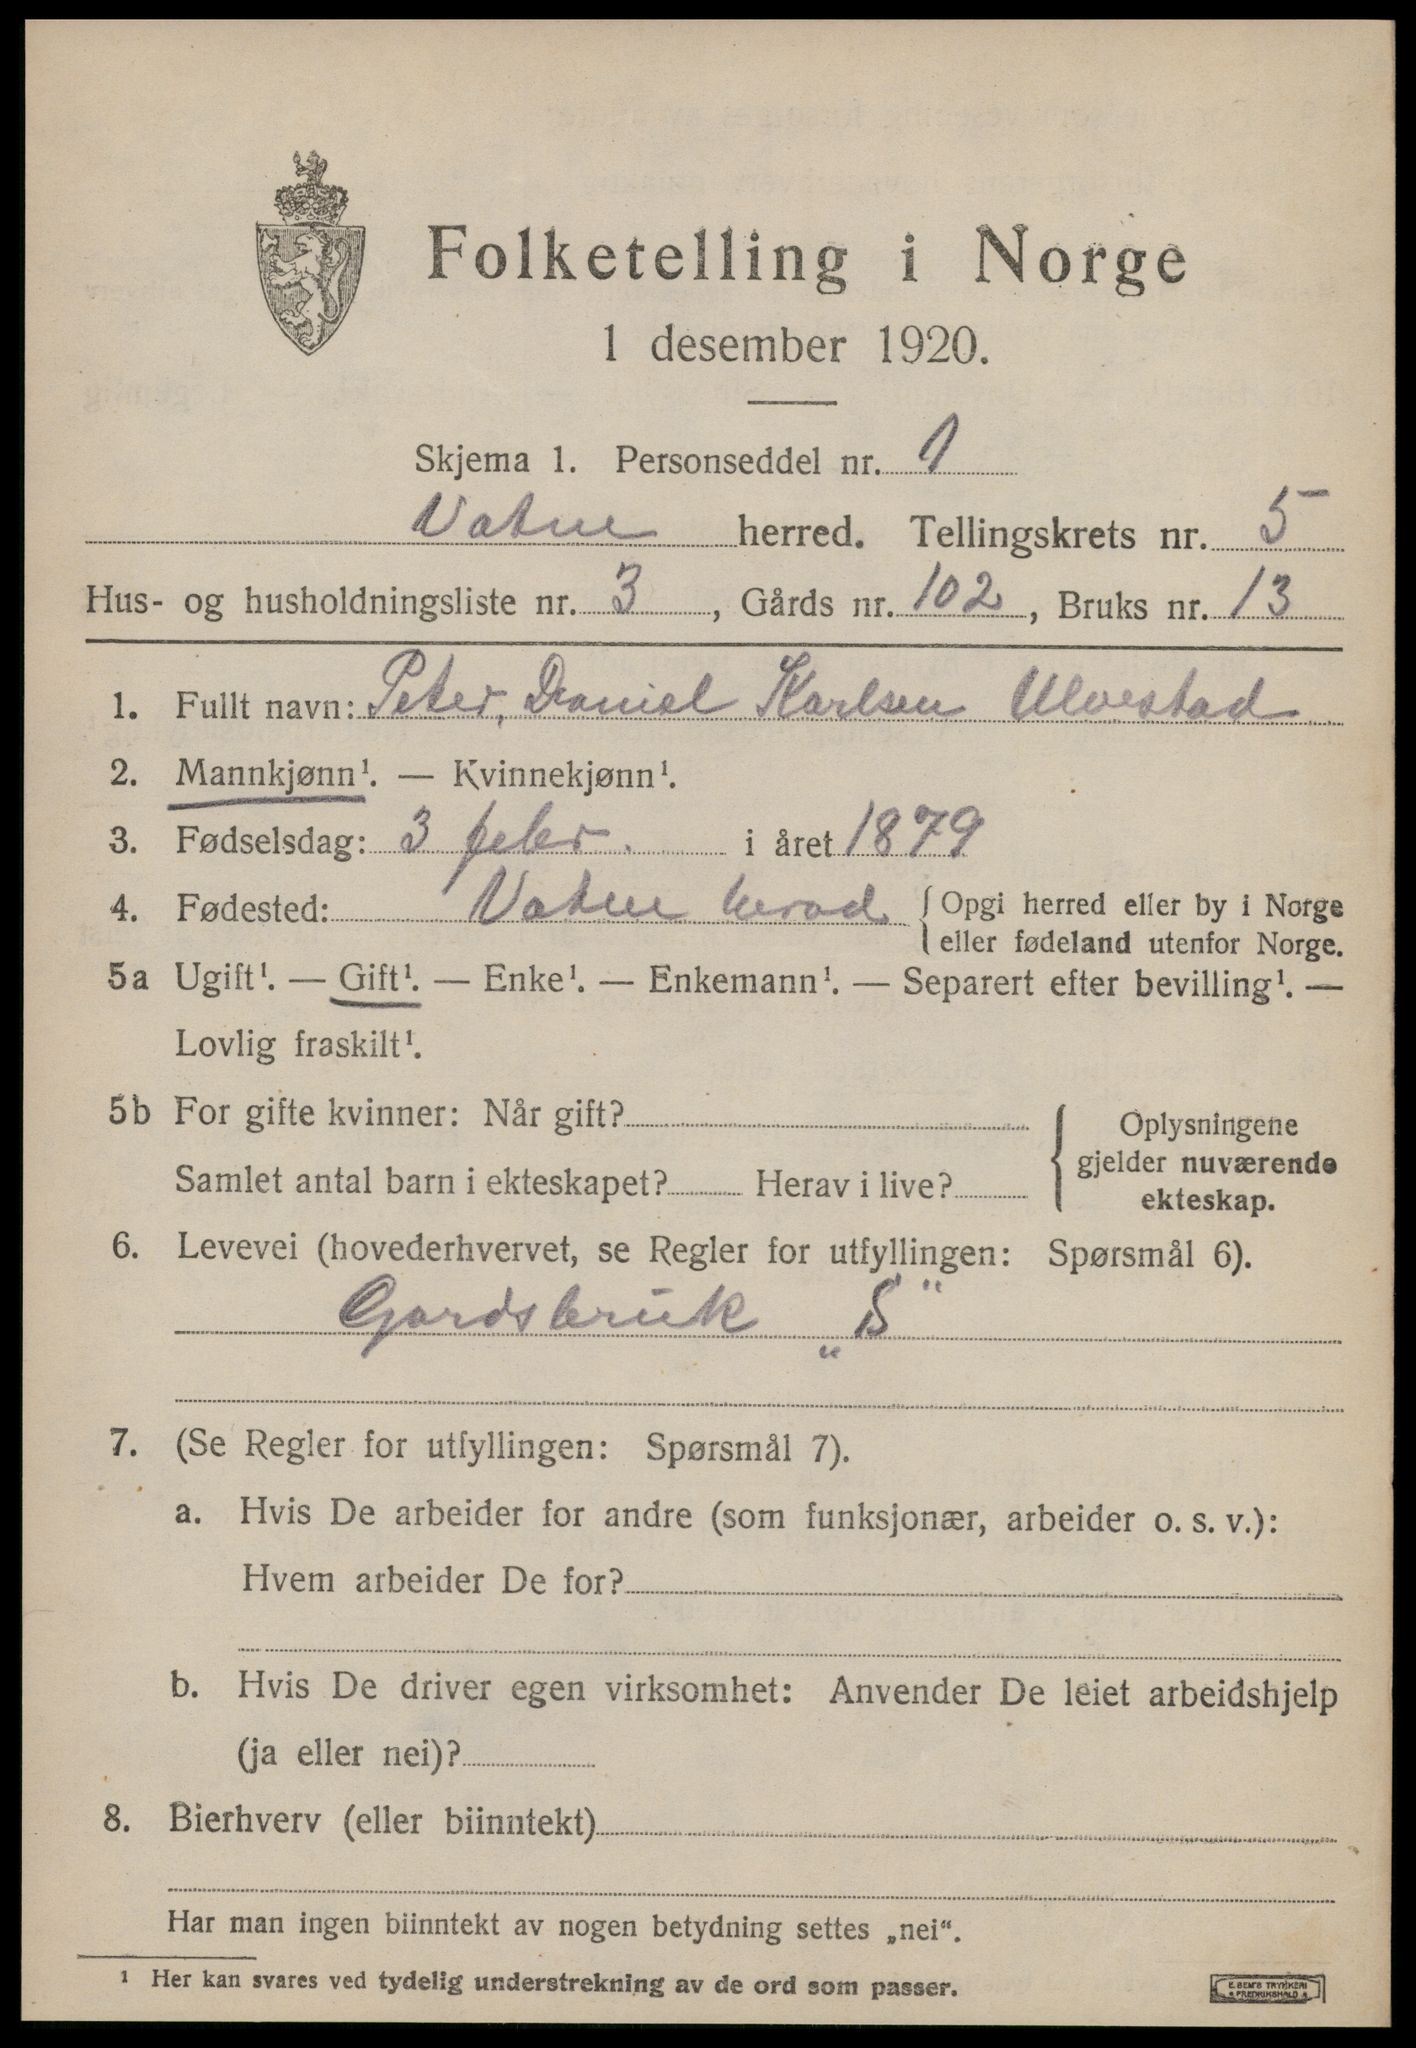 Folketelling i Norge
1 desember 1920.
Skjema 1. Personseddel nr. 1
Vatne herred. Tellingskrets nr. 5
Hus- og husholdningsliste nr. 3, Gårds nr. 102, Bruks nr. 13
1. Fullt navn: Peter, Daniel Karlsen Ulvestad
2. Mannkjønn¹. — Kvinnekjønn¹.
3. Fødselsdag: 3 febr. i året 1879
4. Fødested: Vatne herad { Opgi herred eller by i Norge
eller fødeland utenfor Norge.
5a Ugift¹. — Gift¹. — Enke¹. — Enkemann¹. — Separert efter bevilling¹. —
Lovlig fraskilt¹.
5b For gifte kvinner: Når gift?
Samlet antal barn i ekteskapet? Herav i live?
{ Oplysningene
gjelder nuværende
ekteskap.
6. Levevei (hovederhvervet, se Regler for utfyllingen: Spørsmål 6).
Gardsbruk „S“
7. (Se Regler for utfyllingen: Spørsmål 7).
a. Hvis De arbeider for andre (som funksjonær, arbeider o. s. v.):
Hvem arbeider De for?
b. Hvis De driver egen virksomhet: Anvender De leiet arbeidshjelp
(ja eller nei)?
8. Bierhverv (eller biinntekt)
Har man ingen biinntekt av nogen betydning settes „nei“.
¹ Her kan svares ved tydelig understrekning av de ord som passer.
E. SEM'S TRYKKERI
FREDRIKSHALD